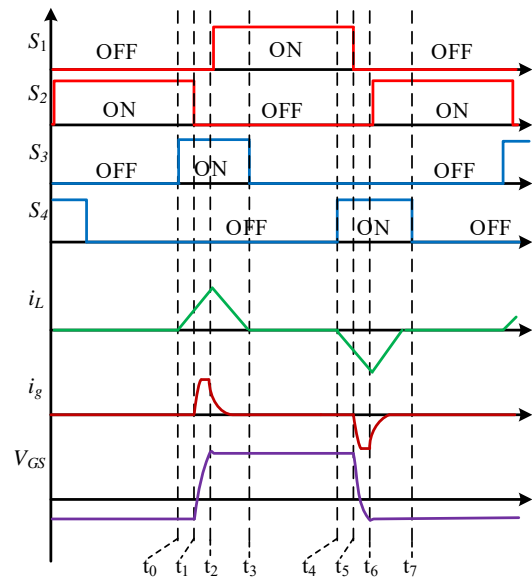 S1 OFF ON OFF
S2 ON OFF ON
S3 OFF ON OFF
S4 OFF ON OFF
iL
ig
VGS
t0 t1 t2 t3 t4 t5 t6 t7